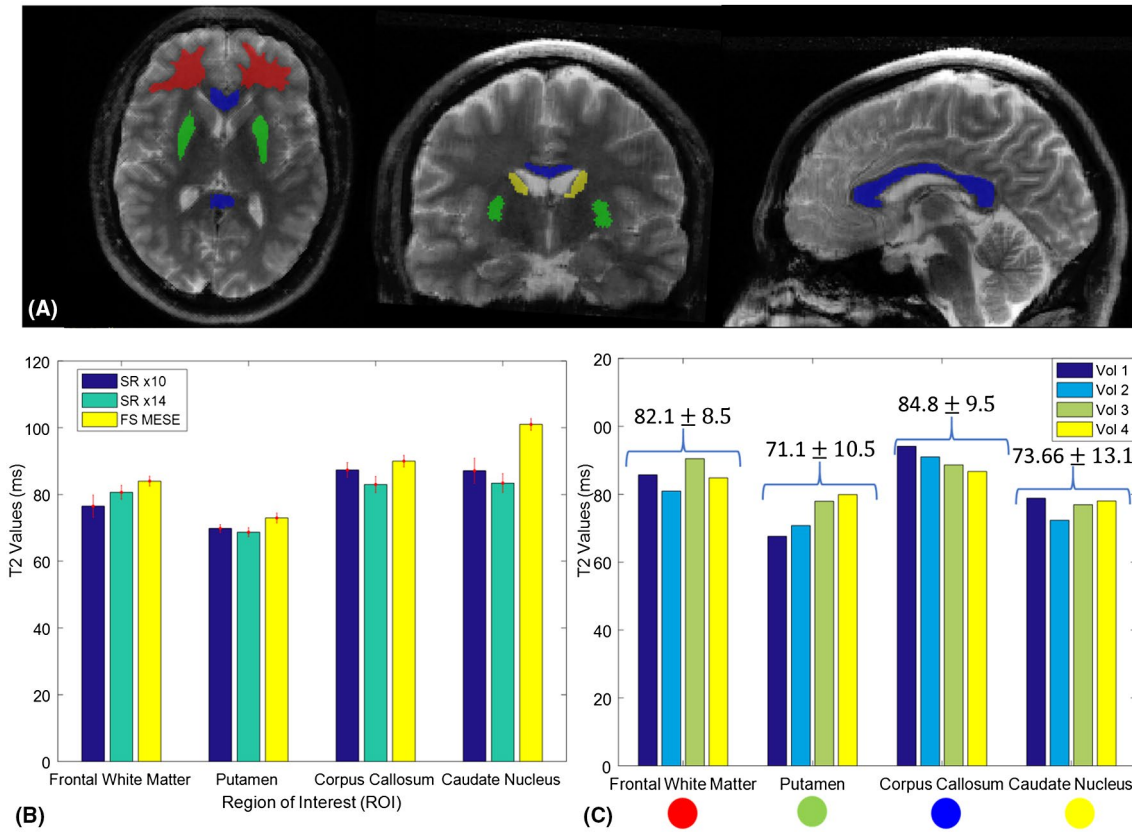 (A)
120
100
80
60
40
20
0
T2 Values (ms)
SR x10
SR x14
FS MESE
Frontal White Matter Putamen Corpus Callosum Caudate Nucleus
Region of Interest (ROI)
(B)
20
00
80
60
40
20
00
T2 Values (ms)
Vol 1
Vol 2
Vol 3
Vol 4
82.1 ± 8.5
71.1 ± 10.5
84.8 ± 9.5
73.66 ± 13.1
Frontal White Matter Putamen Corpus Callosum Caudate Nucleus
(C)